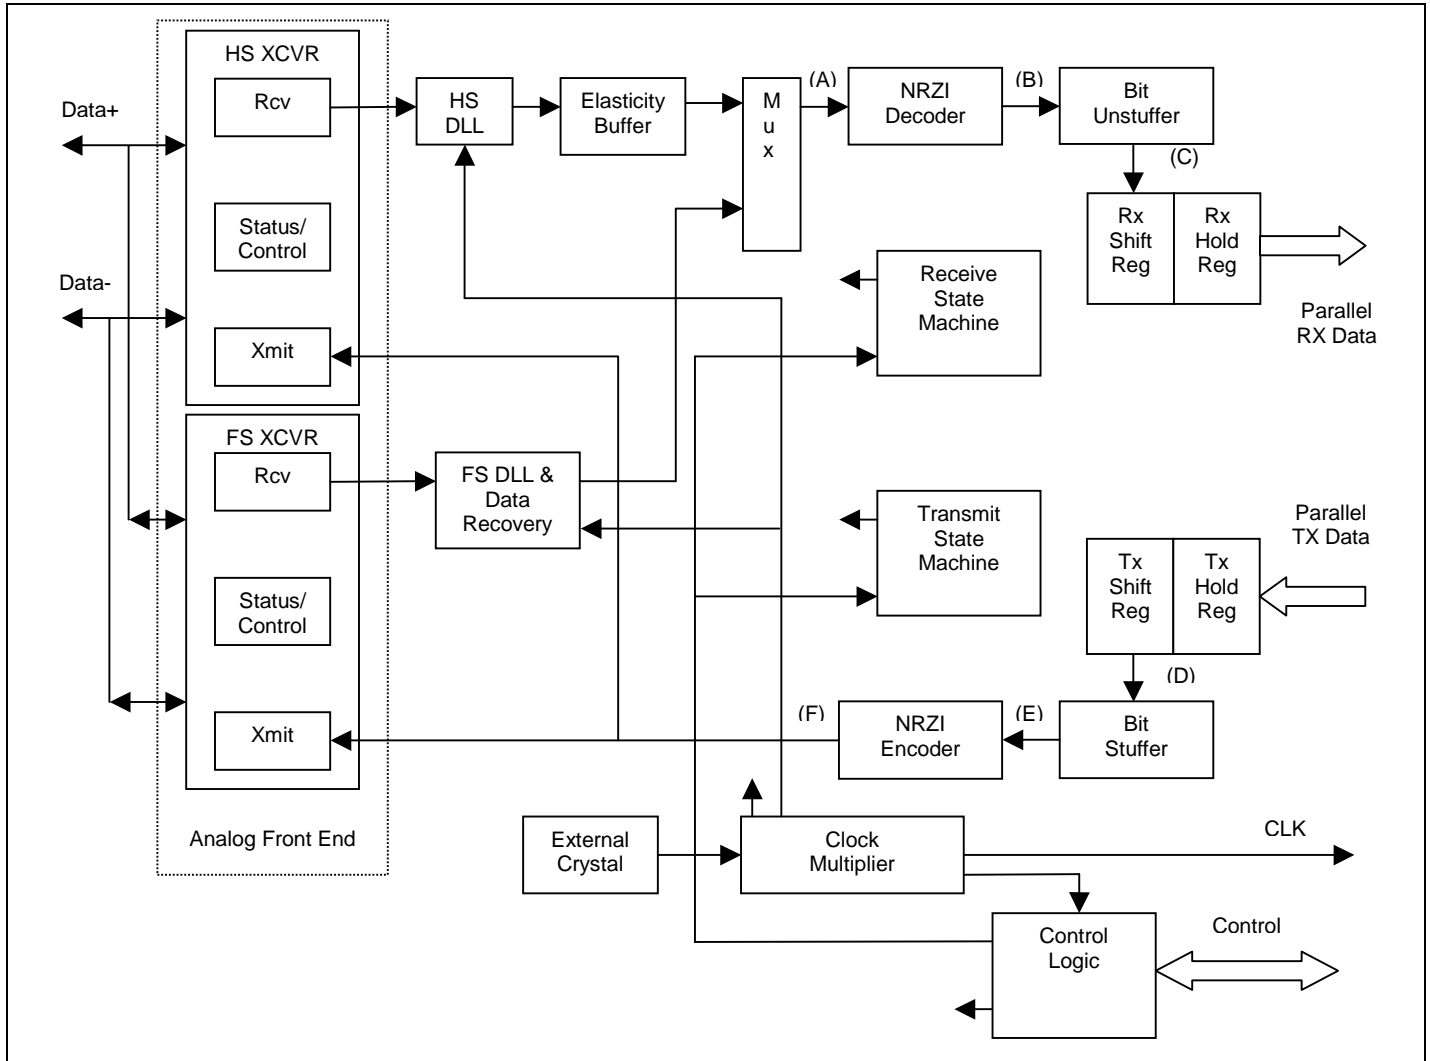 HS XCVR
Rcv
Status/
Control
Xmit
Data+
Data-
FS XCVR
Rcv
Status/
Control
Xmit
Analog Front End
HS
DLL
Elasticity
Buffer
M
u
x
(A)
NRZI
Decoder
(B)
Bit
Unstuffer
(C)
Rx
Shift
Reg
Rx
Hold
Reg
Parallel
RX Data
Receive
State
Machine
FS DLL &
Data
Recovery
Transmit
State
Machine
Parallel
TX Data
Tx
Shift
Reg
Tx
Hold
Reg
(D)
Bit
Stuffer
(E)
NRZI
Encoder
(F)
External
Crystal
Clock
Multiplier
CLK
Control
Logic
Control